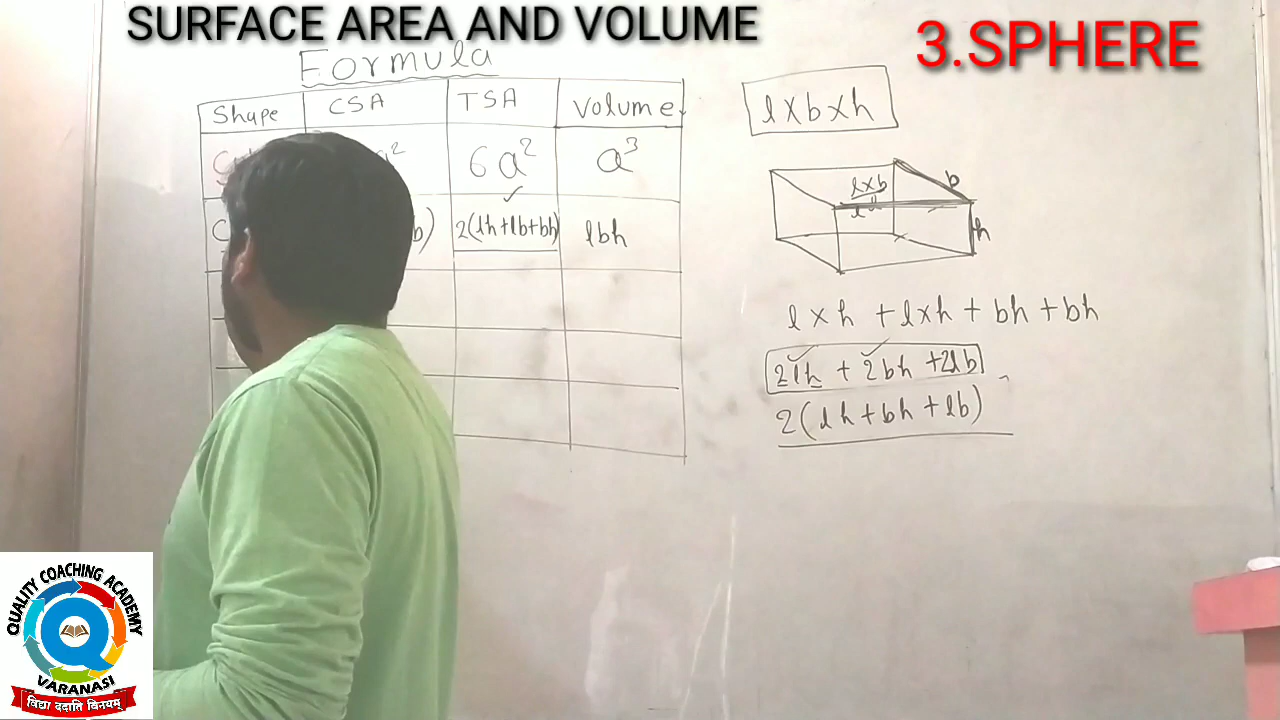 SURFACE AREA AND VOLUME
3.SPHERE
Formula
Shape CSA TSA Volume
a² 6a² a³
b) 2(lh+lb+bh) lbh
l×b×h
l×b
b
l
h
l×h + l×h + bh + bh
2lh + 2bh +2lb
2(lh+bh+lb)
QUALITY COACHING ACADEMY
Q
VARANASI
विद्या ददाति विनयम्